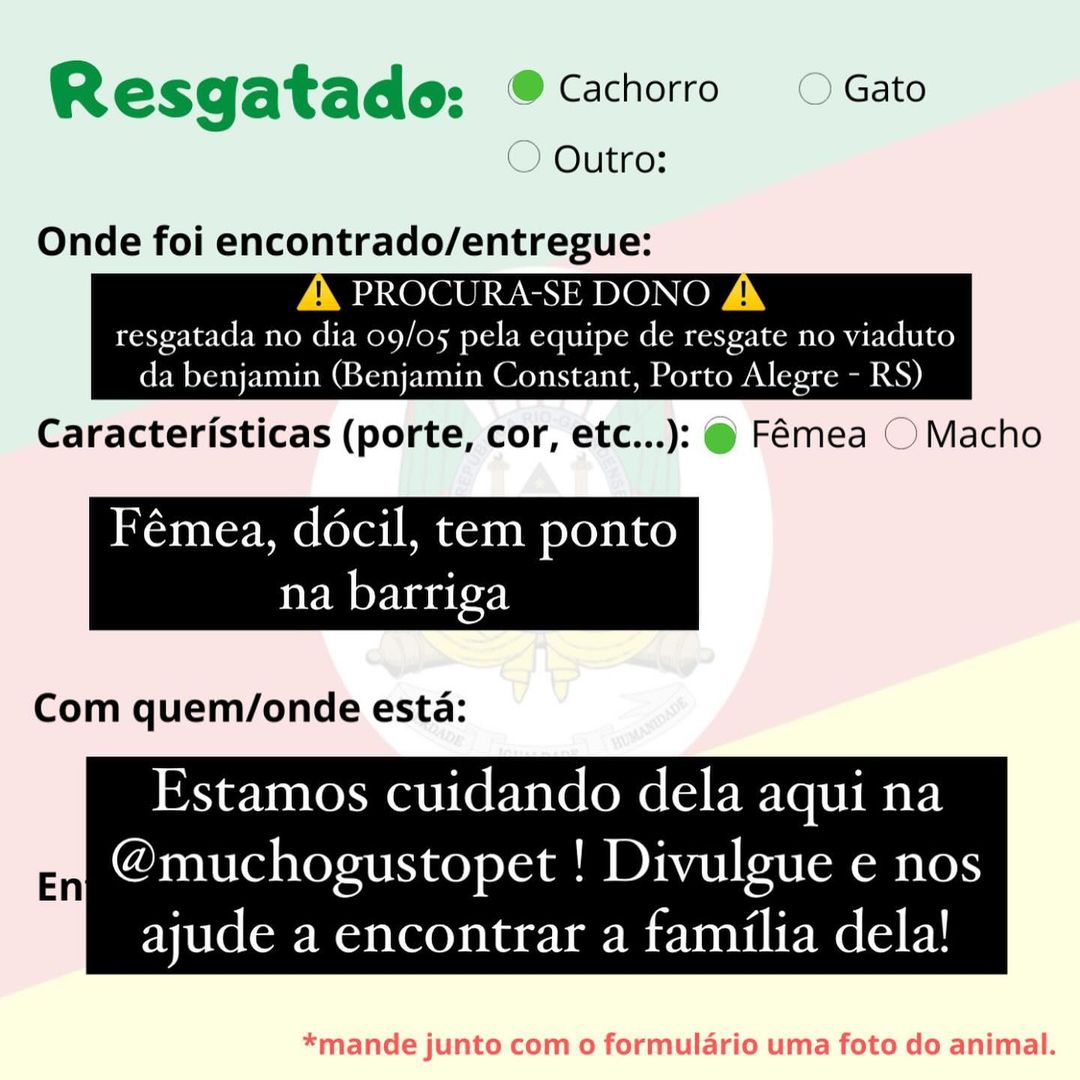 Resgatado: Cachorro Gato
Outro:
Onde foi encontrado/entregue:
⚠️ PROCURA-SE DONO ⚠️
resgatada no dia 09/05 pela equipe de resgate no viaduto
da benjamin (Benjamin Constant, Porto Alegre - RS)
Características (porte, cor, etc...): Fêmea Macho
Fêmea, dócil, tem ponto
na barriga
Com quem/onde está:
Estamos cuidando dela aqui na
@muchogustopet ! Divulgue e nos
ajude a encontrar a família dela!
HUMANIDADE
*mande junto com o formulário uma foto do animal.